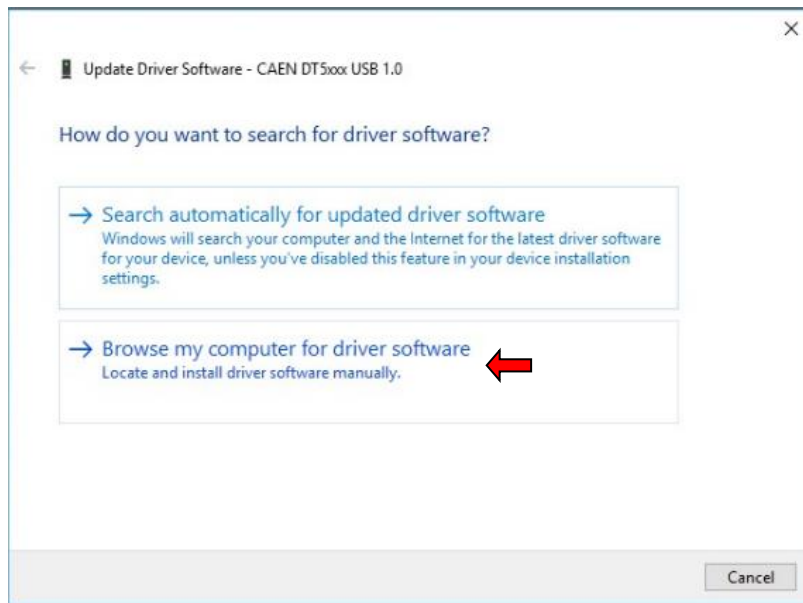 Update Driver Software - CAEN DT5xxx USB 1.0
How do you want to search for driver software?
Search automatically for updated driver software
Windows will search your computer and the Internet for the latest driver software
for your device, unless you've disabled this feature in your device installation
settings.
Browse my computer for driver software
Locate and install driver software manually.
Cancel